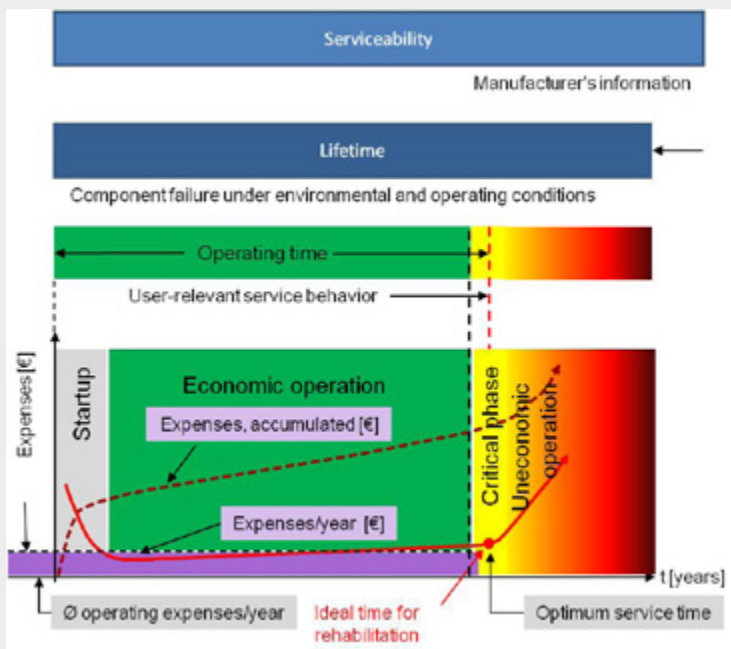 Serviceability
Manufacturer's information
Lifetime
Component failure under environmental and operating conditions
Operating time
User-relevant service behavior
Expenses [€]
Startup
Economic operation
Expenses, accumulated [€]
Expenses/year [€]
Critical phase
Uneconomic
operation
t [years]
Ø operating expenses/year
Ideal time for
rehabilitation
Optimum service time